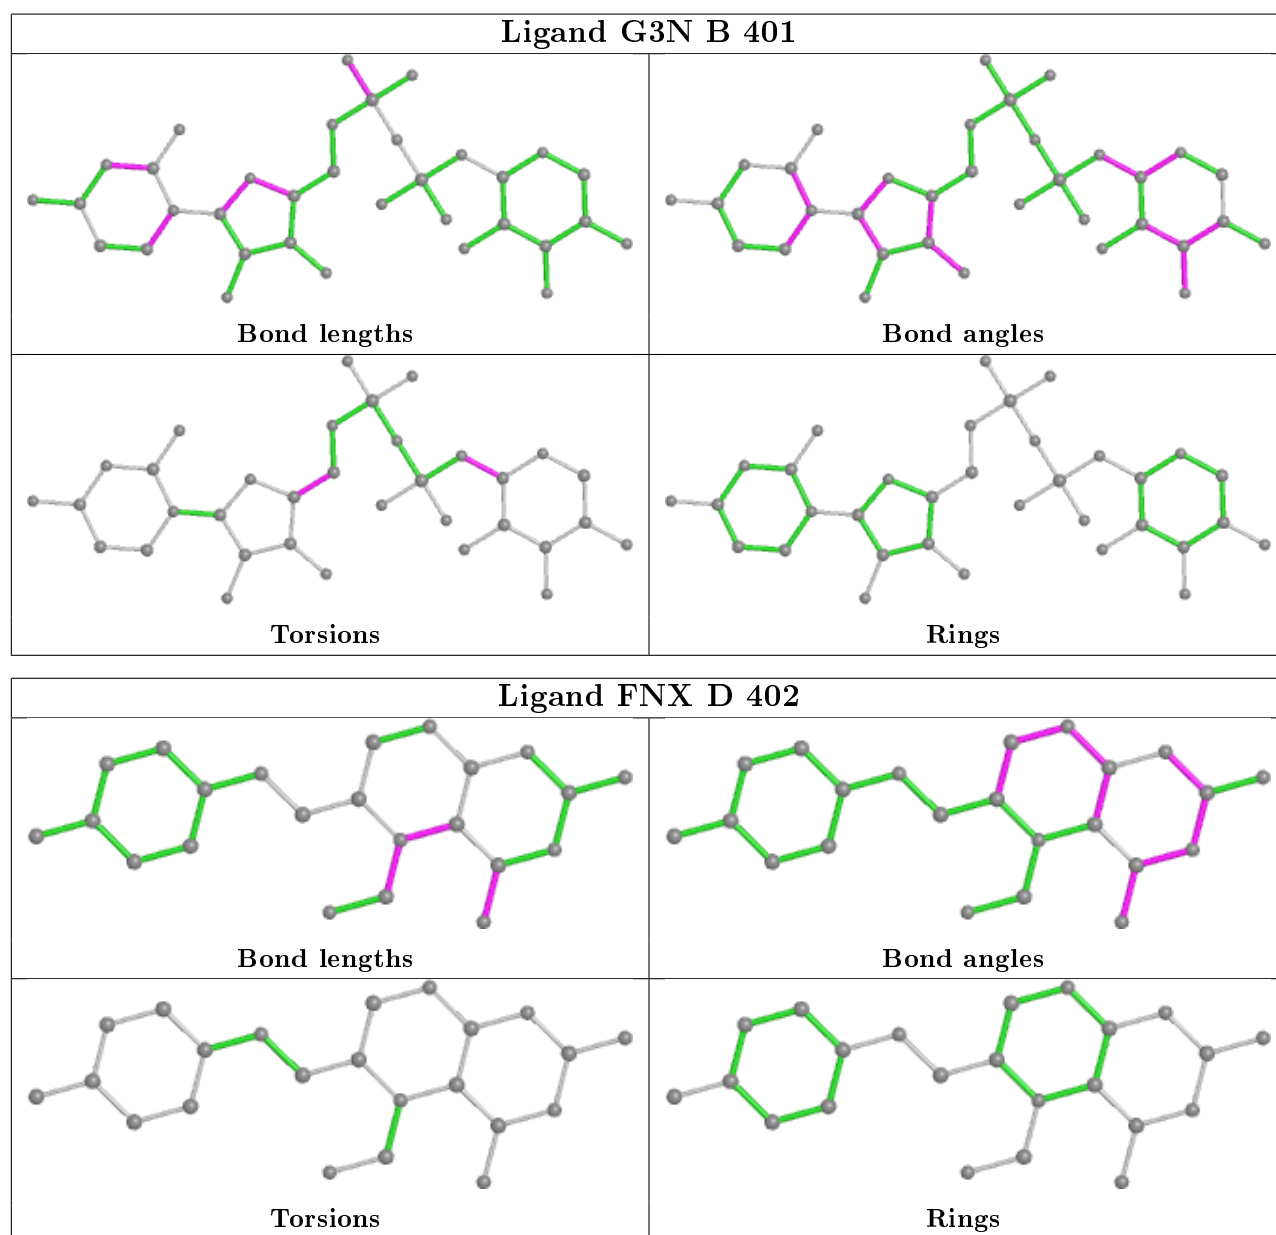 Ligand G3N B 401
Bond lengths
Bond angles
Torsions
Rings
Ligand FNX D 402
Bond lengths
Bond angles
Torsions
Rings